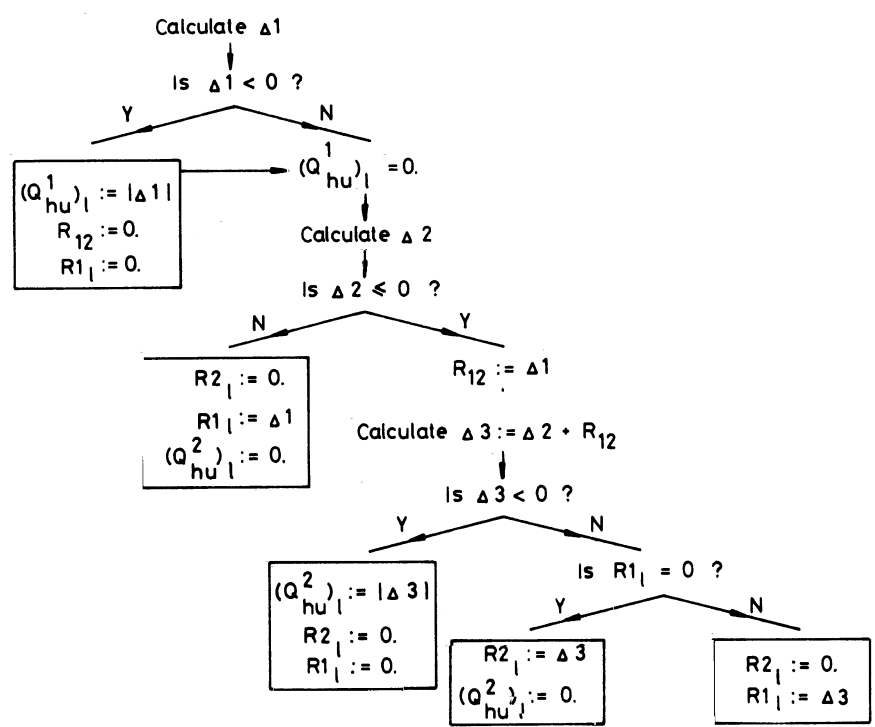 Calculate Δ1
Is Δ1 < 0 ?
Y
N
(Q¹hu)l := |Δ1|
R12 := 0.
R1l := 0.
(Q¹hu)l = 0.
Calculate Δ2
Is Δ2 ≤ 0 ?
N
Y
R2l := 0.
R1l := Δ1
(Q²hu)l := 0.
R12 := Δ1
Calculate Δ3 := Δ2 + R12
Is Δ3 < 0 ?
Y
N
(Q²hu)l := |Δ3|
R2l := 0.
R1l := 0.
Is R1l = 0 ?
Y
N
R2l := Δ3
(Q²hu)l := 0.
R2l := 0.
R1l := Δ3